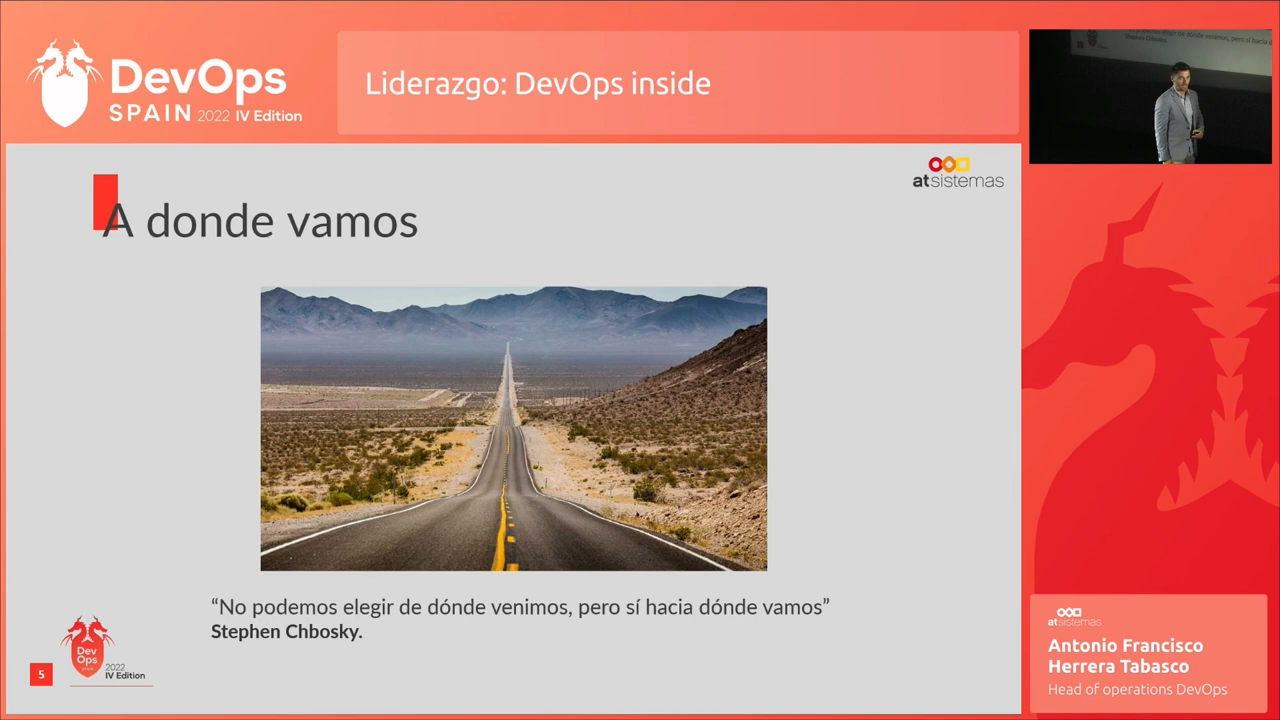 DevOps
SPAIN 2022 IV Edition
Liderazgo: DevOps inside
atsistemas
A donde vamos
“No podemos elegir de dónde venimos, pero sí hacia dónde vamos”
Stephen Chbosky.
5
Dev
Ops
2022
IV Edition
atsistemas
Antonio Francisco
Herrera Tabasco
Head of operations DevOps